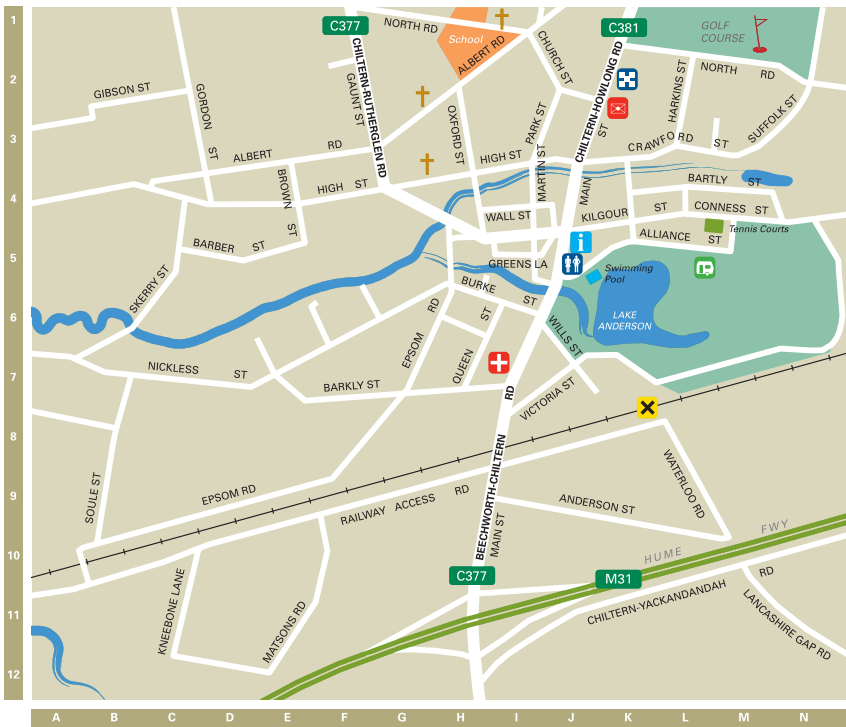 1
2
3
4
5
6
7
8
9
10
11
12
A B C D E F G H I J K L M N
C377
C381
NORTH RD
School
ALBERT RD
CHURCH ST
GOLF
COURSE
CHILTERN-RUTHERGLEN RD
CHILTERN-HOWLONG RD
GIBSON ST
GORDON ST
GAUNT ST
OXFORD ST
PARK ST
HARKINS ST
NORTH RD
SUFFOLK ST
CRAWFORD ST
ALBERT RD
HIGH ST
HIGH ST
BROWN ST
MARTIN ST
MAIN ST
BARTLY ST
WALL ST
KILGOUR ST
CONNESS ST
Tennis Courts
ALLIANCE ST
BARBER ST
SKERRY ST
GREENS LA
i
Swimming
Pool
BURKE ST
LAKE
ANDERSON
WILLS ST
EPSOM RD
QUEEN ST
NICKLESS ST
BARKLY ST
VICTORIA ST
BEECHWORTH-CHILTERN RD
MAIN ST
SOULE ST
EPSOM RD
RAILWAY ACCESS RD
ANDERSON ST
WATERLOO RD
HUME FWY
C377
M31
CHILTERN-YACKANDANDAH RD
KNEEBONE LANE
MATSONS RD
LANCASHIRE GAP RD